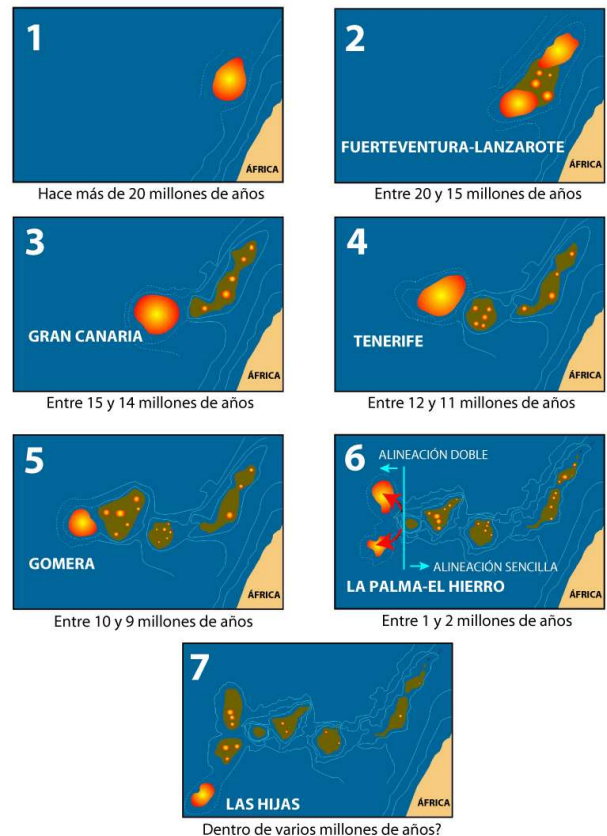 1
ÁFRICA
Hace más de 20 millones de años
2
FUERTEVENTURA-LANZAROTE
ÁFRICA
Entre 20 y 15 millones de años
3
GRAN CANARIA
ÁFRICA
Entre 15 y 14 millones de años
4
TENERIFE
ÁFRICA
Entre 12 y 11 millones de años
5
GOMERA
ÁFRICA
Entre 10 y 9 millones de años
6
ALINEACIÓN DOBLE
ALINEACIÓN SENCILLA
LA PALMA-EL HIERRO
ÁFRICA
Entre 1 y 2 millones de años
7
LAS HIJAS
ÁFRICA
Dentro de varios millones de años?